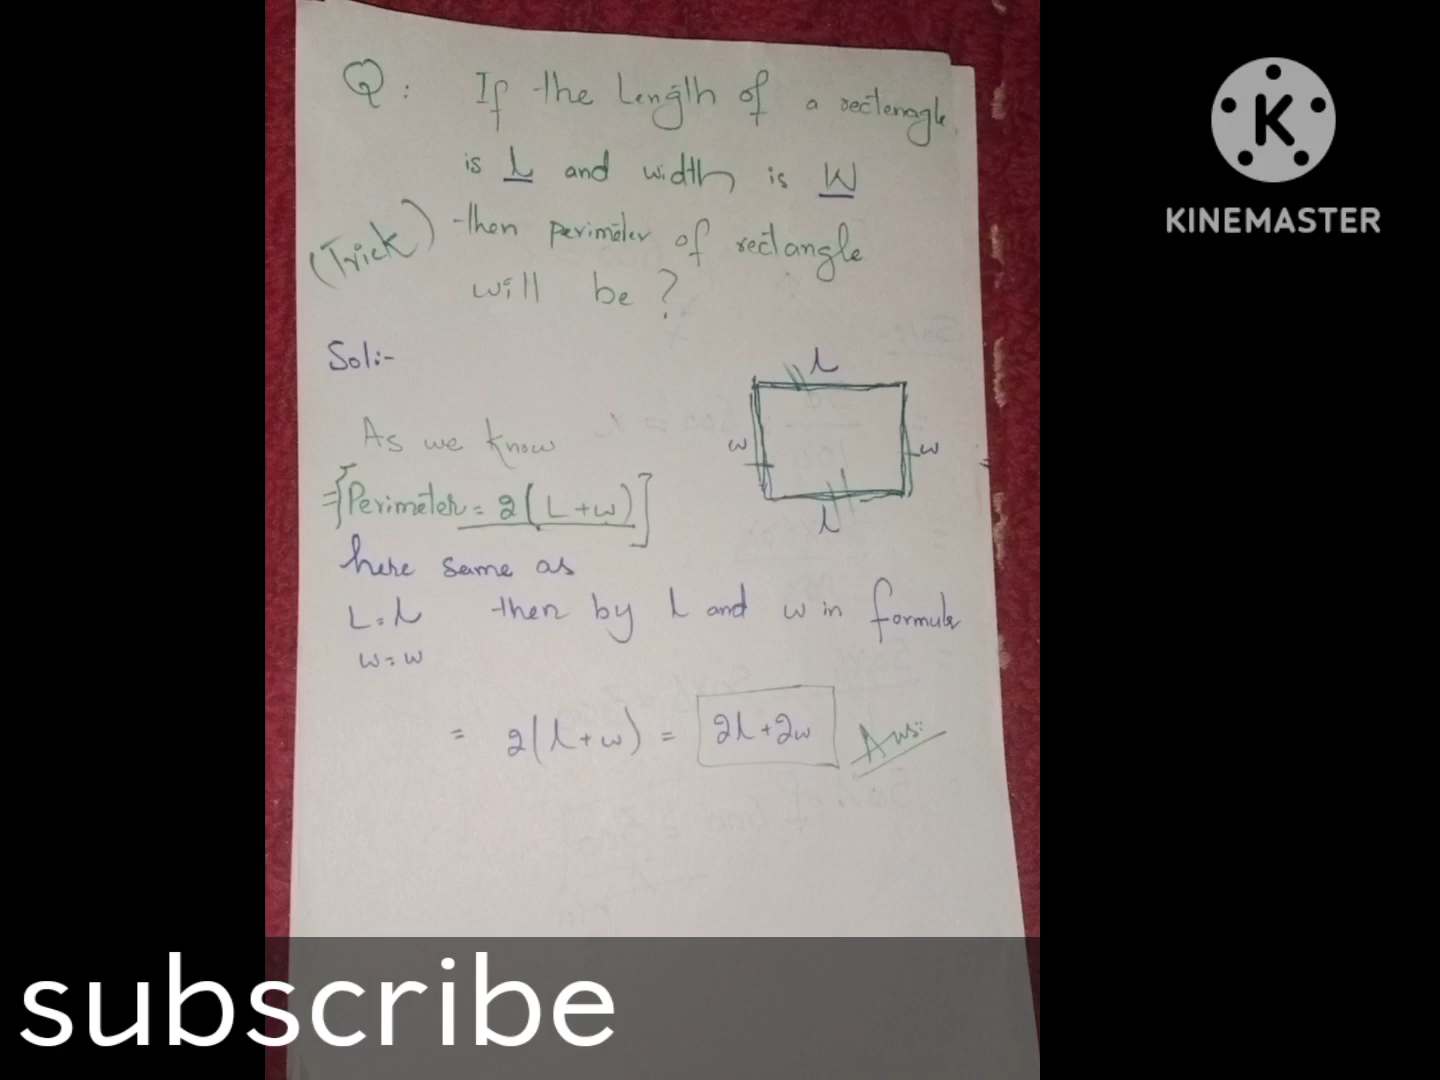 Q: If the Length of a rectenagle
is L and width is W
(Trick) then perimeter of rectangle
will be ?
Sol:-
L
w w
L
As we know
={Perimeter = 2(L+w)]
here same as
L=L then by L and w in formula
w=w
= 2(L+w) = 2L+2w Ans:
K
KINEMASTER
subscribe